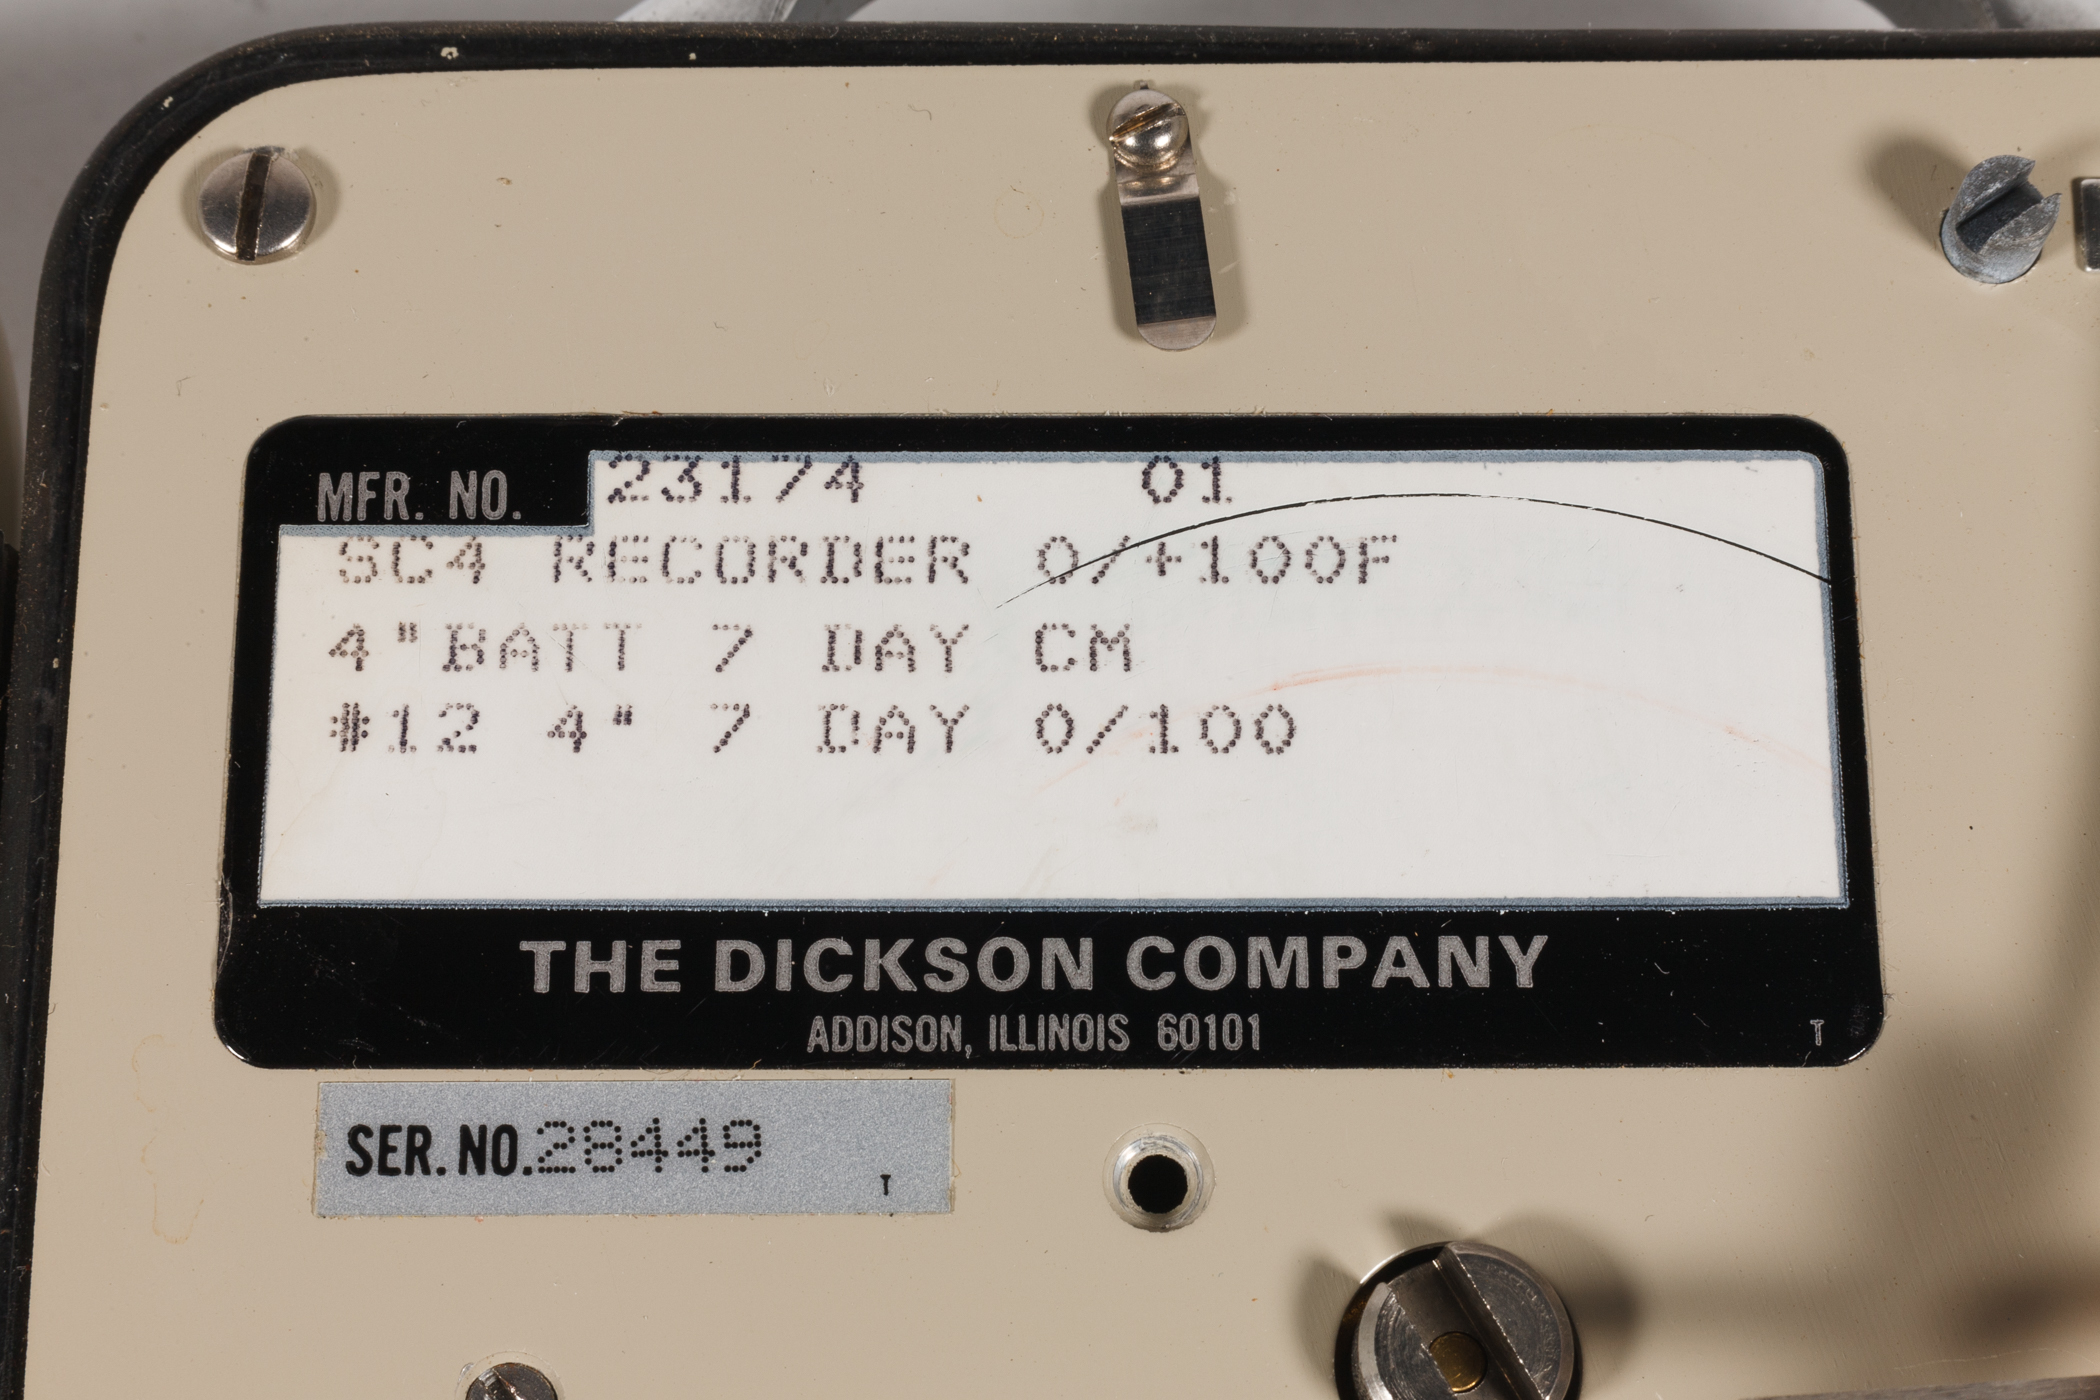 MFR. NO. 23174 01
SC4 RECORDER 0/+100F
4"BATT 7 DAY CM
#12 4" 7 DAY 0/100
THE DICKSON COMPANY
ADDISON, ILLINOIS 60101
T
SER. NO. 28449
T